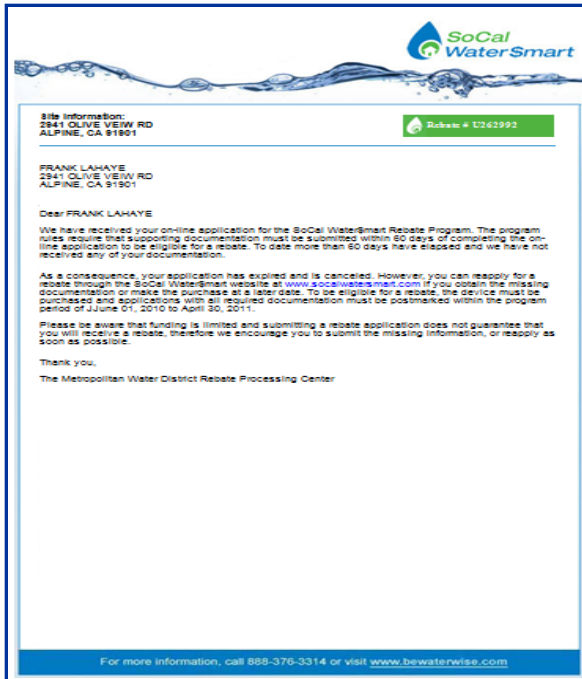 SoCal
WaterSmart
Site Information:
2941 OLIVE VEIW RD
ALPINE, CA 91901
Rebate # U262992
FRANK LAHAYE
2941 OLIVE VEIW RD
ALPINE, CA 91901
Dear FRANK LAHAYE
We have received your on-line application for the SoCal Water$mart Rebate Program. The program
rules require that supporting documentation must be submitted within 60 days of completing the on-
line application to be eligible for a rebate. To date more than 60 days have elapsed and we have not
received any of your documentation.
As a consequence, your application has expired and is canceled. However, you can reapply for a
rebate through the SoCal Water$mart website at www.socalwatersmart.com if you obtain the missing
documentation or make the purchase at a later date. To be eligible for a rebate, the device must be
purchased and applications with all required documentation must be postmarked within the program
period of JJune 01, 2010 to April 30, 2011.
Please be aware that funding is limited and submitting a rebate application does not guarantee that
you will receive a rebate, therefore we encourage you to submit the missing information, or reapply as
soon as possible.
Thank you,
The Metropolitan Water District Rebate Processing Center
For more information, call 888-376-3314 or visit www.bewaterwise.com